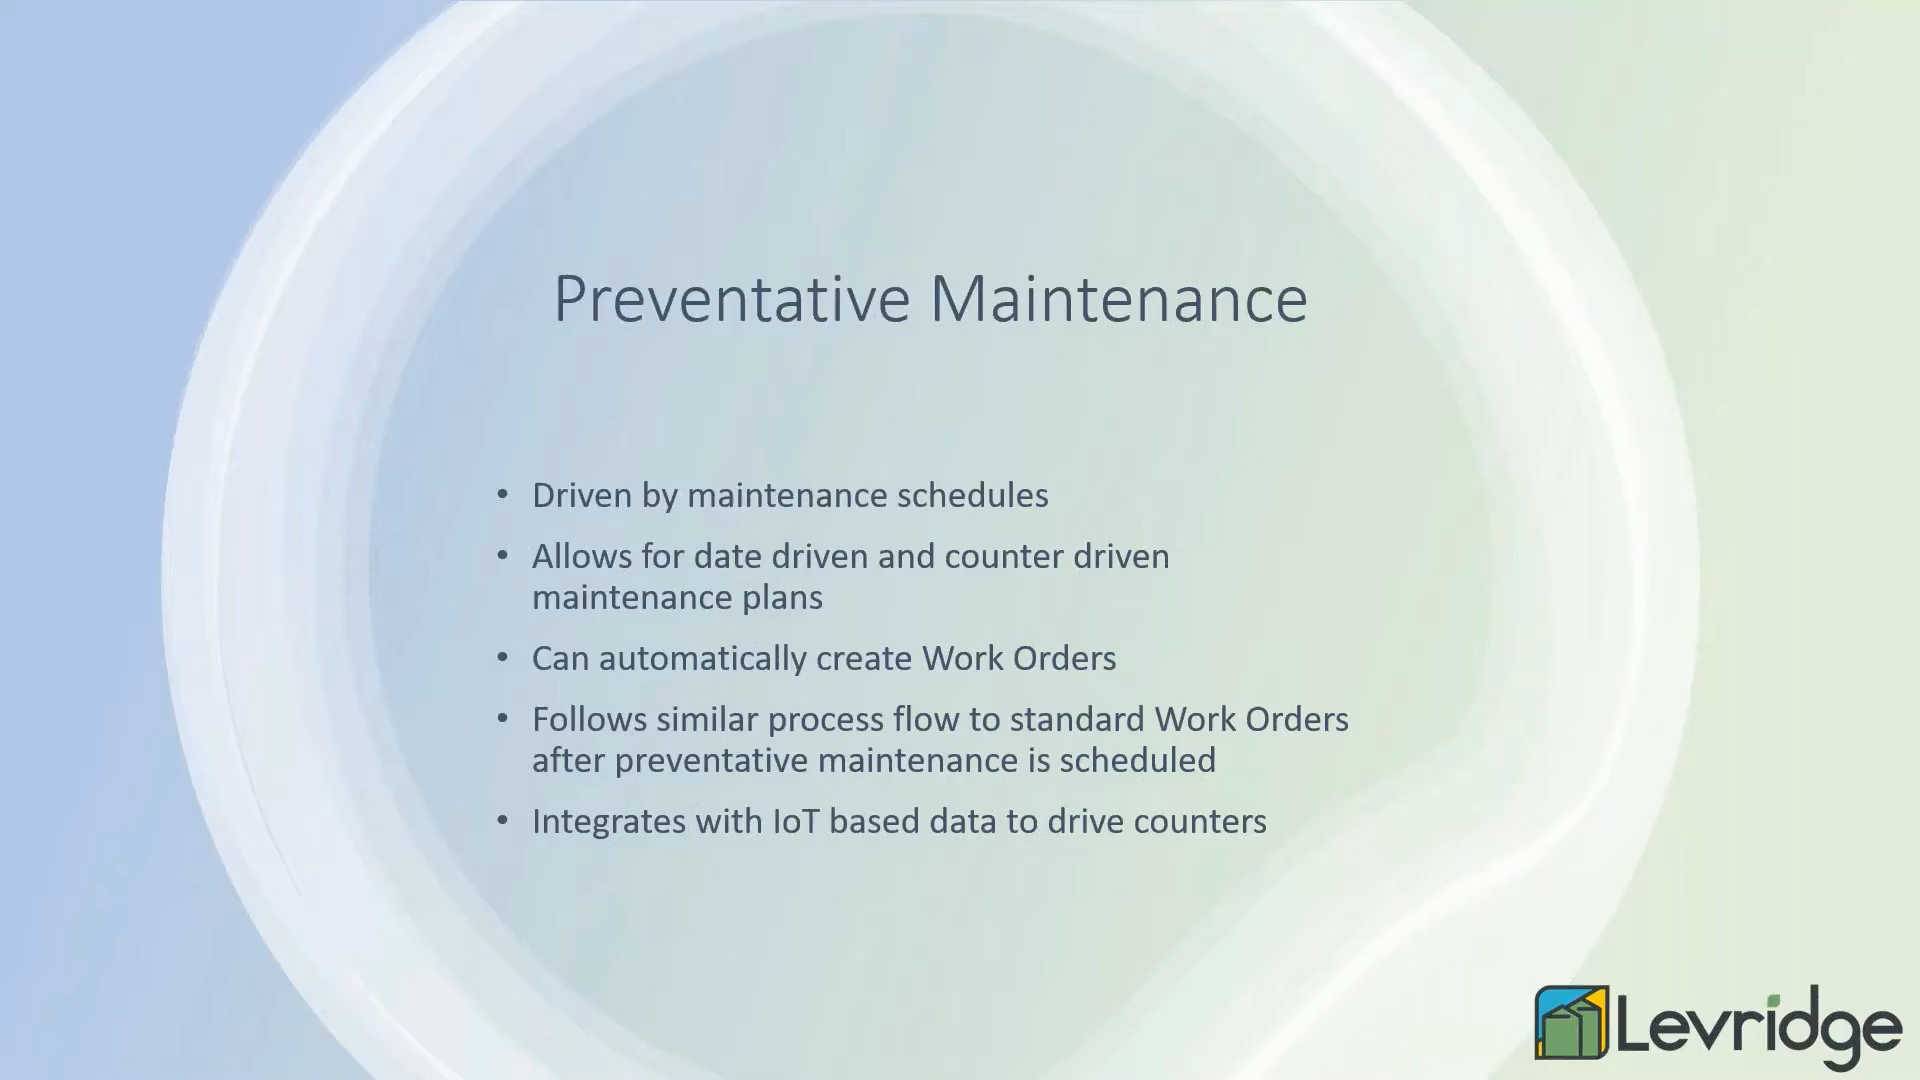 Preventative Maintenance
• Driven by maintenance schedules
• Allows for date driven and counter driven
maintenance plans
• Can automatically create Work Orders
• Follows similar process flow to standard Work Orders
after preventative maintenance is scheduled
• Integrates with IoT based data to drive counters
Levridge